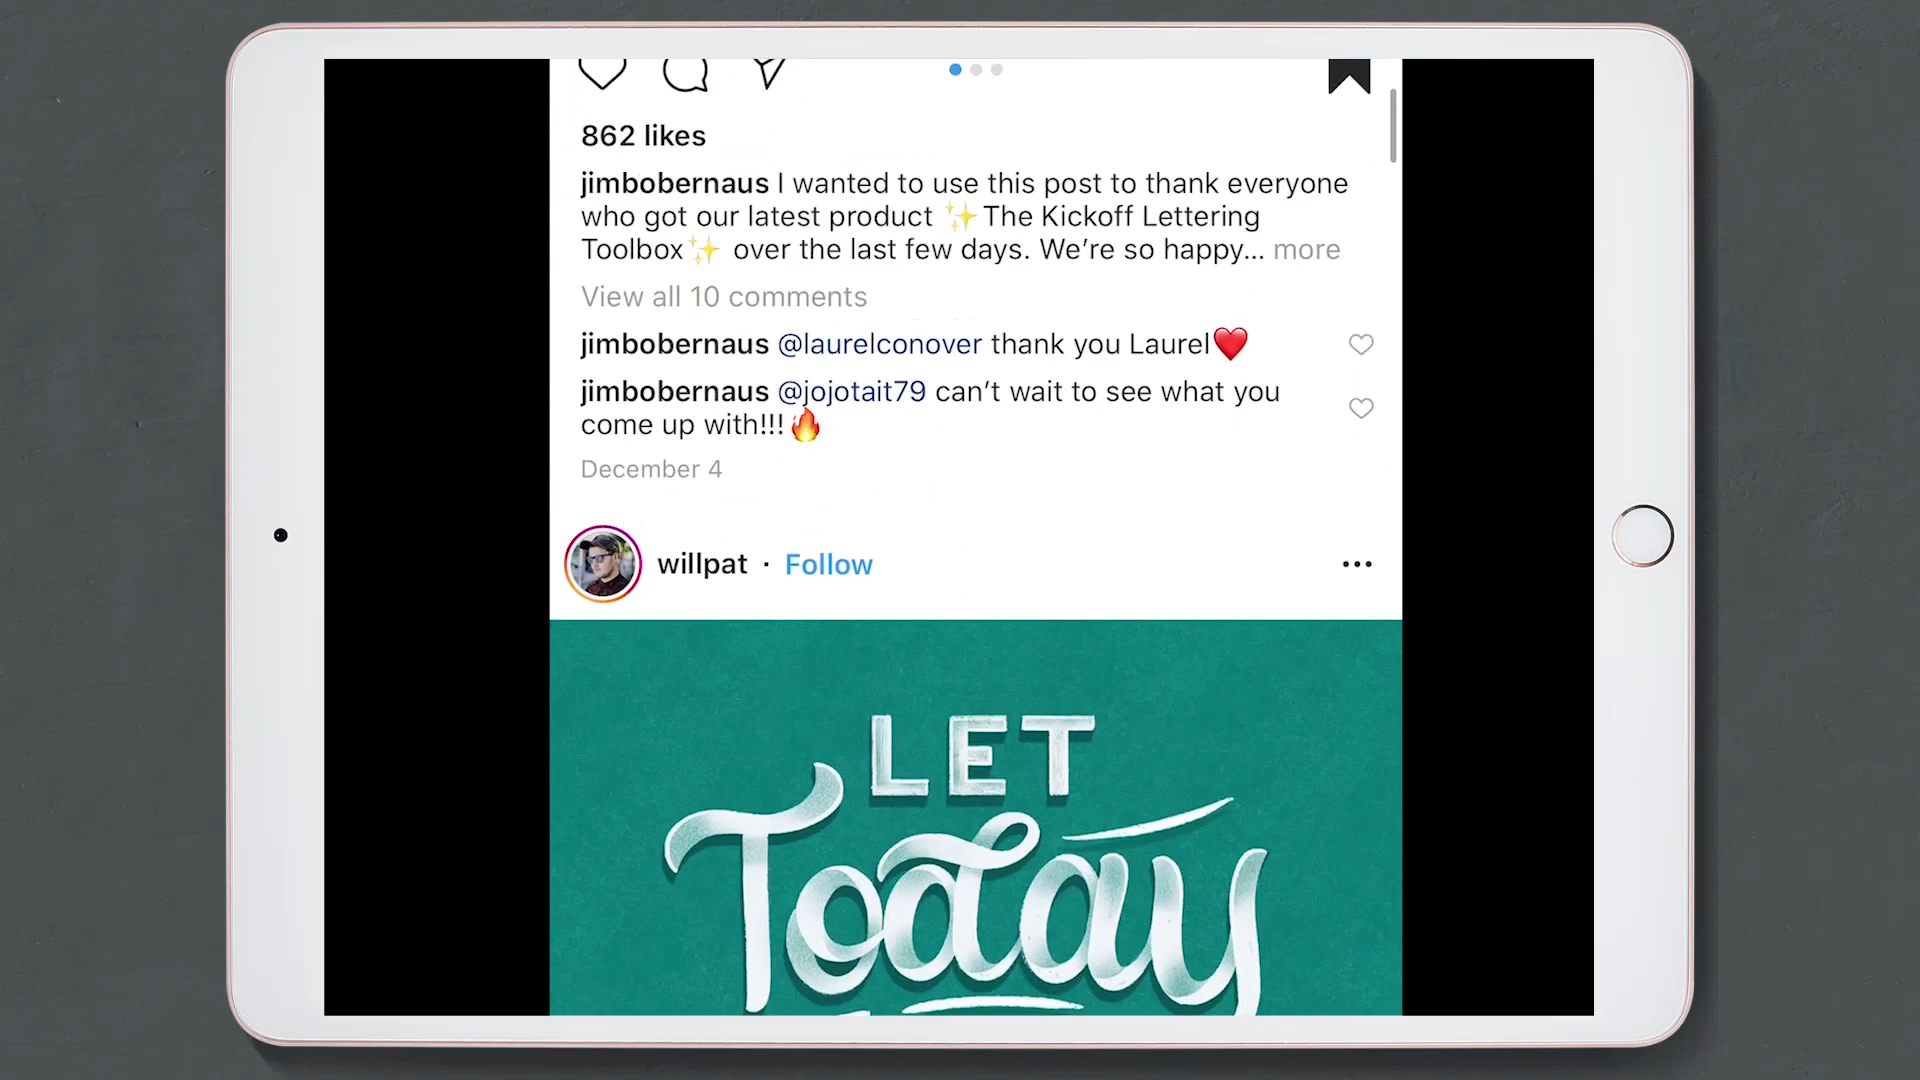 862 likes
jimbobernaus I wanted to use this post to thank everyone
who got our latest product ✨The Kickoff Lettering
Toolbox✨ over the last few days. We’re so happy... more
View all 10 comments
jimbobernaus @laurelconover thank you Laurel❤️
jimbobernaus @jojotait79 can’t wait to see what you
come up with!!!🔥
December 4
willpat · Follow
LET
Today